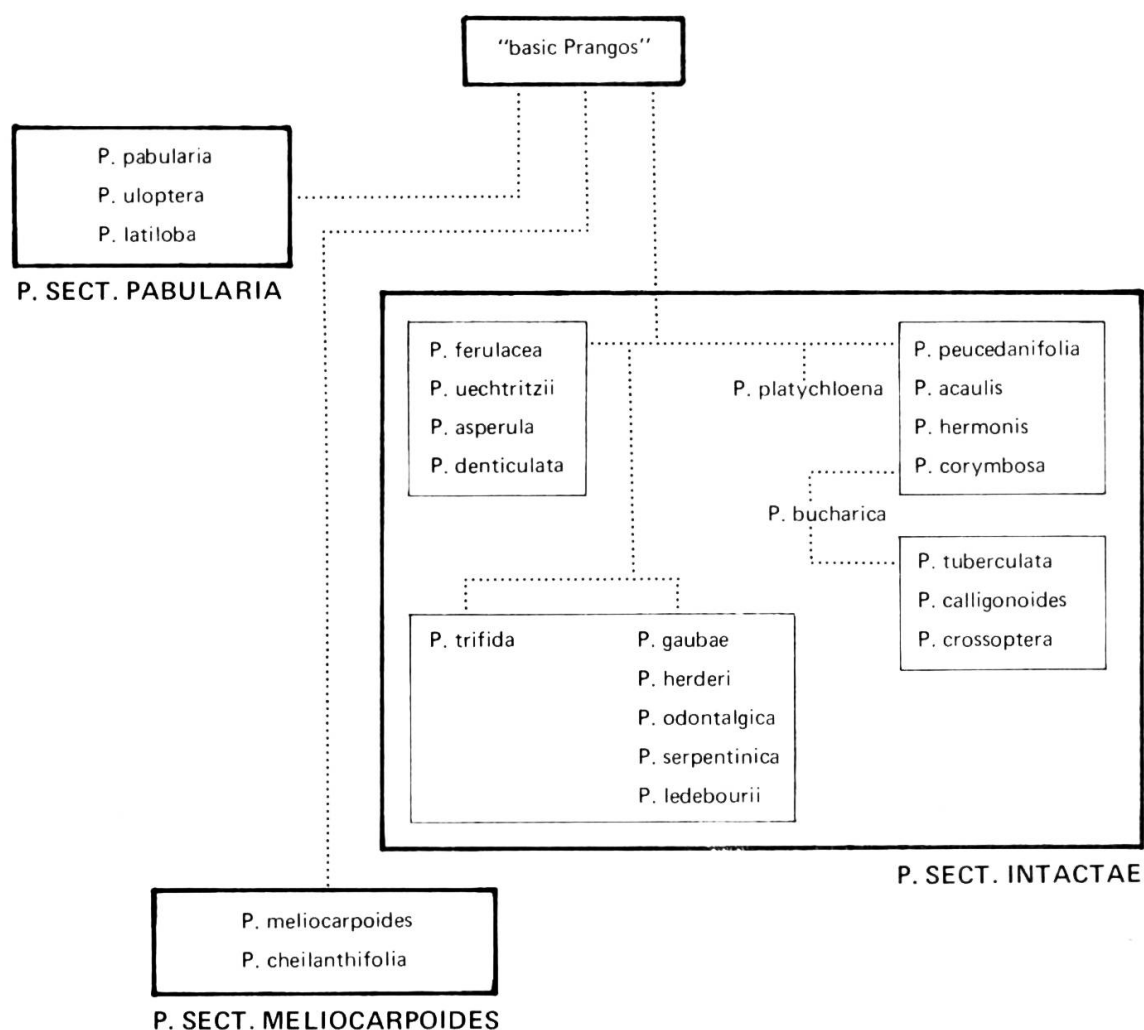 "basic Prangos"
P. pabularia
P. uloptera
P. latiloba
P. SECT. PABULARIA
P. ferulacea
P. uechtritzii
P. asperula
P. denticulata
P. platychloena
P. peucedanifolia
P. acaulis
P. hermonis
P. corymbosa
P. bucharica
P. tuberculata
P. calligonoides
P. crossoptera
P. trifida
P. gaubae
P. herderi
P. odontalgica
P. serpentinica
P. ledebourii
P. SECT. INTACTAE
P. meliocarpoides
P. cheilanthifolia
P. SECT. MELIOCARPOIDES